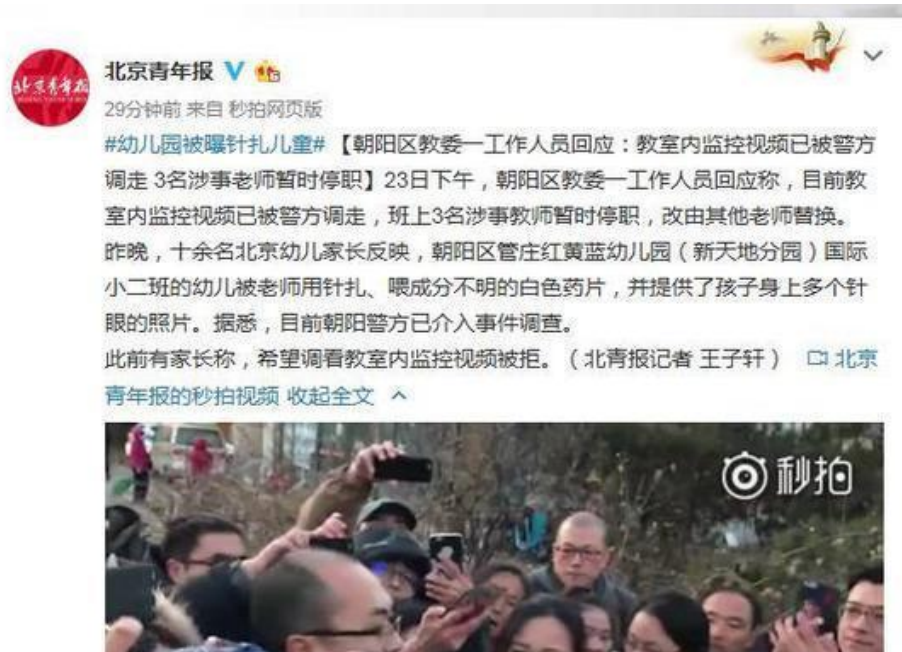 北京青年报
北京青年报
29分钟前 来自 秒拍网页版
#幼儿园被曝针扎儿童# 【朝阳区教委一工作人员回应：教室内监控视频已被警方
调走 3名涉事老师暂时停职】23日下午，朝阳区教委一工作人员回应称，目前教
室内监控视频已被警方调走，班上3名涉事教师暂时停职，改由其他老师替换。
昨晚，十余名北京幼儿家长反映，朝阳区管庄红黄蓝幼儿园（新天地分园）国际
小二班的幼儿被老师用针扎、喂成分不明的白色药片，并提供了孩子身上多个针
眼的照片。据悉，目前朝阳警方已介入事件调查。
此前有家长称，希望调看教室内监控视频被拒。（北青报记者 王子轩） 北京
青年报的秒拍视频 收起全文
秒拍